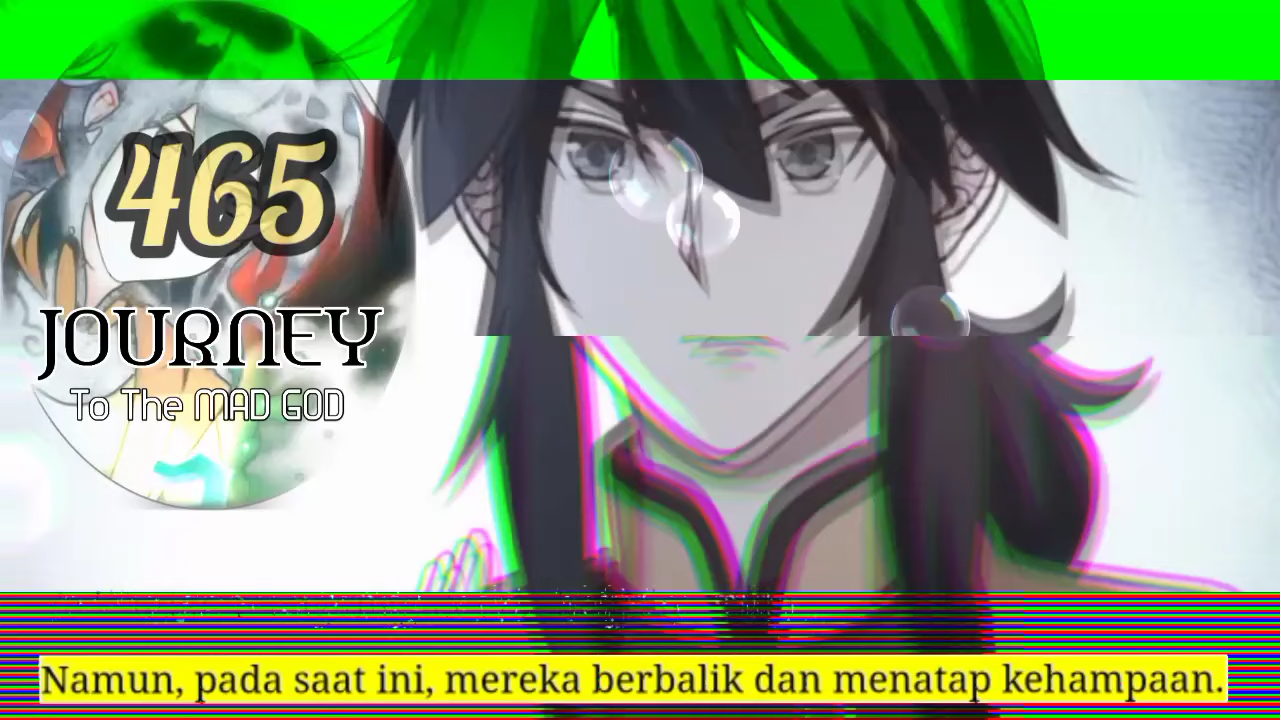 465
JOURNEY
To The MAD GOD
Namun, pada saat ini, mereka berbalik dan menatap kehampaan.